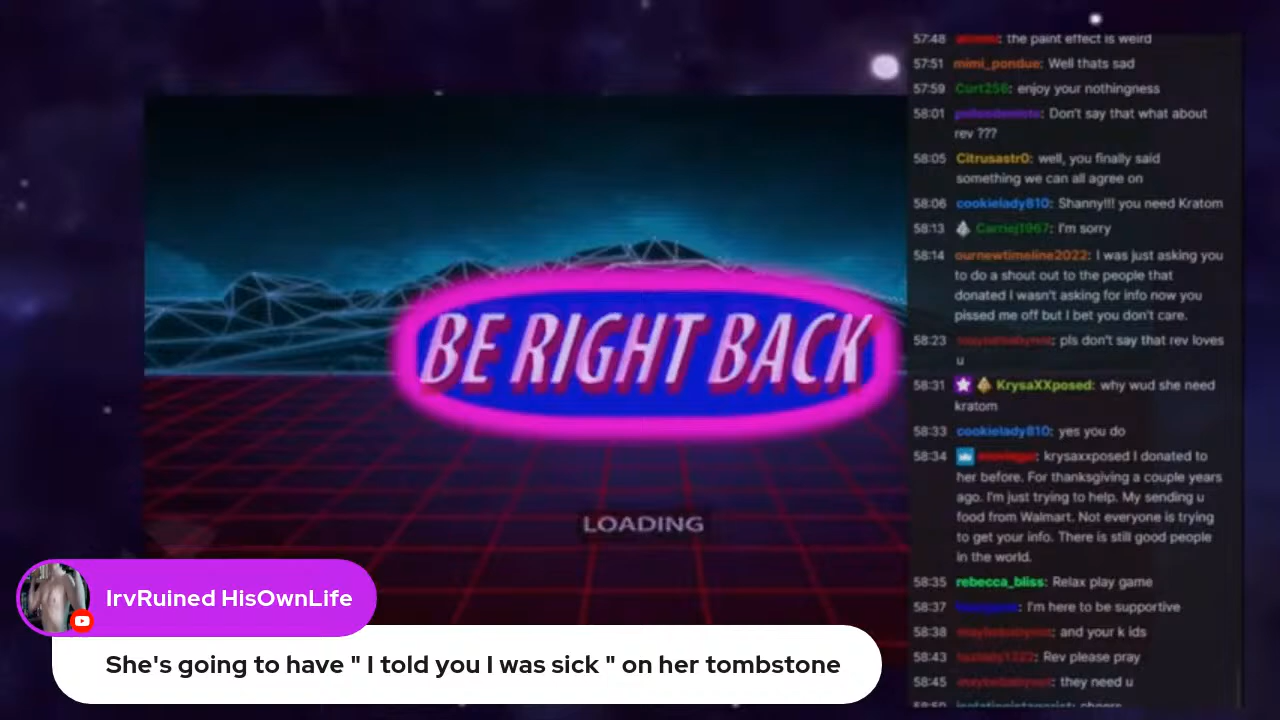 57:48 : the paint effect is weird
57:51 mimi_pondue: Well thats sad
57:59 Curt256: enjoy your nothingness
58:01 : Don't say that what about
rev ???
58:05 Citrusastr0: well, you finally said
something we can all agree on
58:06 cookielady810: Shanny!!! you need Kratom
58:13 Carriej1967: I'm sorry
58:14 ournewtimeline2022: I was just asking you
to do a shout out to the people that
donated I wasn't asking for info now you
pissed me off but I bet you don't care.
58:23 : pls don't say that rev loves
u
58:31 KrysaXXposed: why wud she need
kratom
58:33 cookielady810: yes you do
58:34 : krysaxxposed I donated to
her before. For thanksgiving a couple years
ago. I'm just trying to help. My sending u
food from Walmart. Not everyone is trying
to get your info. There is still good people
in the world.
58:35 rebecca_bliss: Relax play game
58:37 : I'm here to be supportive
58:38 : and your k ids
58:43 : Rev please pray
58:45 : they need u
BE RIGHT BACK
LOADING
IrvRuined HisOwnLife
She's going to have " I told you I was sick " on her tombstone